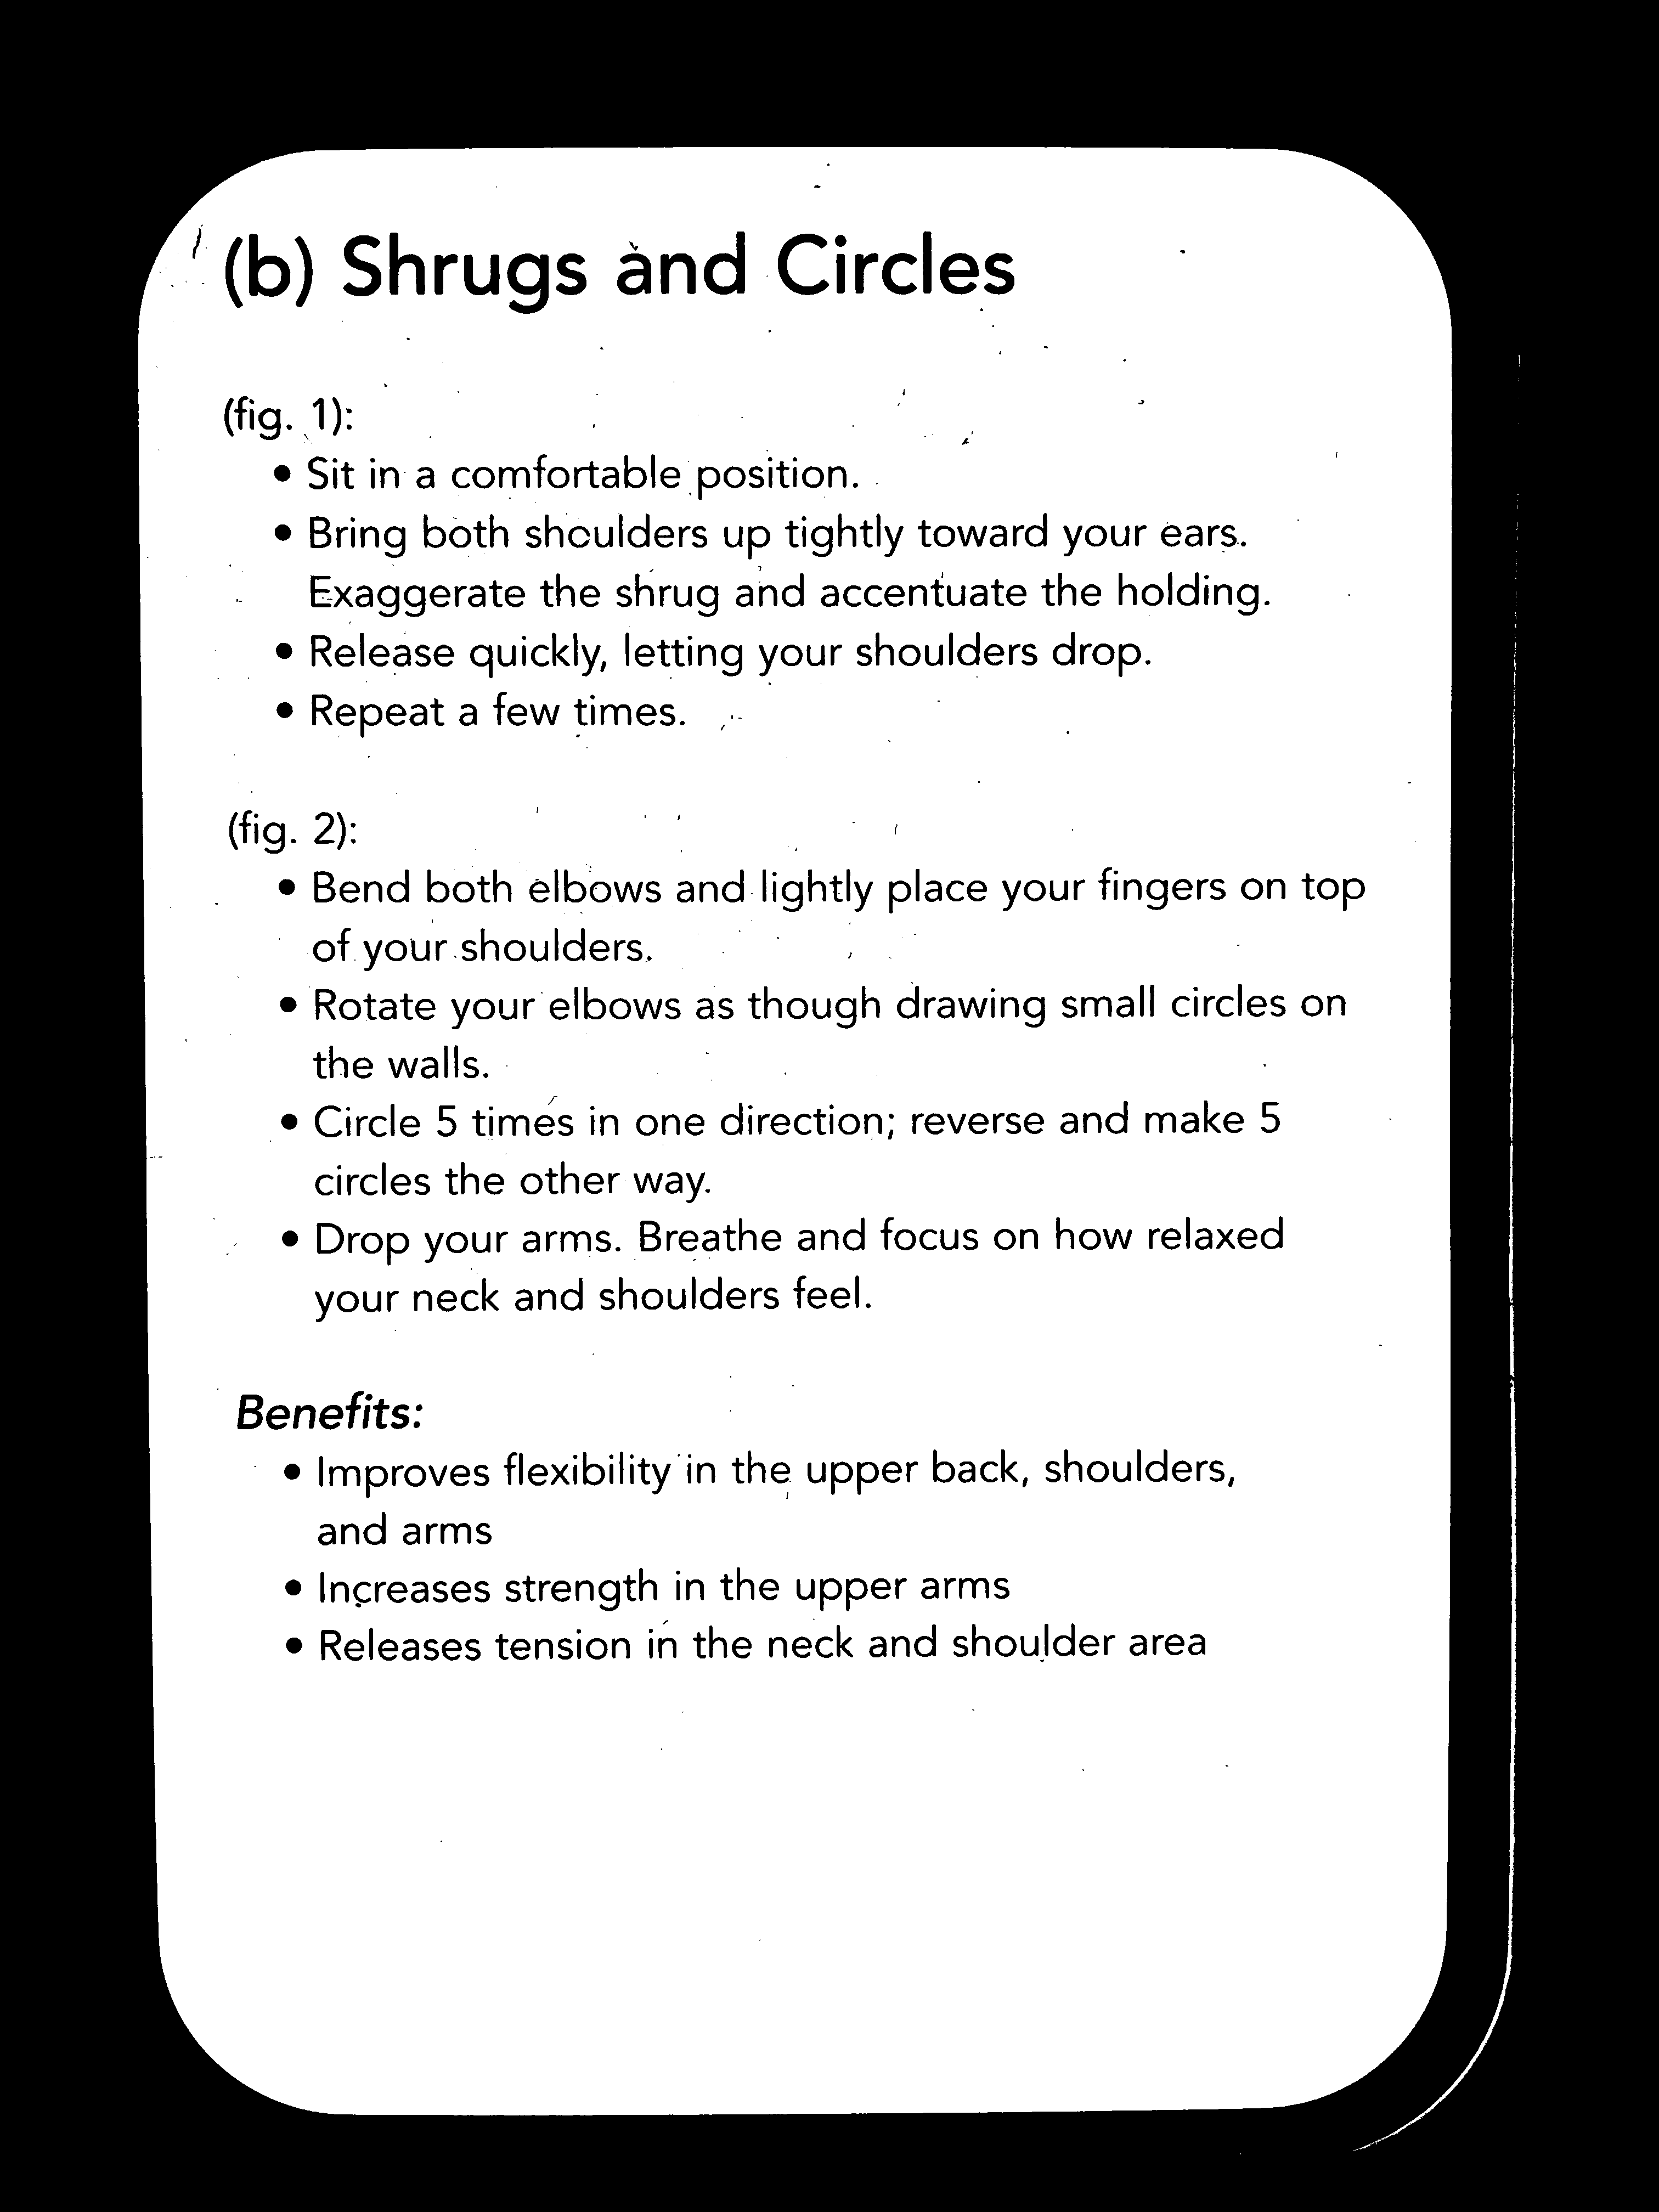 (b) Shrugs and Circles
(fig. 1):
• Sit in a comfortable position.
• Bring both shoulders up tightly toward your ears.
Exaggerate the shrug and accentuate the holding.
• Release quickly, letting your shoulders drop.
• Repeat a few times.
(fig. 2):
• Bend both elbows and lightly place your fingers on top
of your shoulders.
• Rotate your elbows as though drawing small circles on
the walls.
• Circle 5 times in one direction; reverse and make 5
circles the other way.
• Drop your arms. Breathe and focus on how relaxed
your neck and shoulders feel.
Benefits:
• Improves flexibility in the upper back, shoulders,
and arms
• Increases strength in the upper arms
• Releases tension in the neck and shoulder area